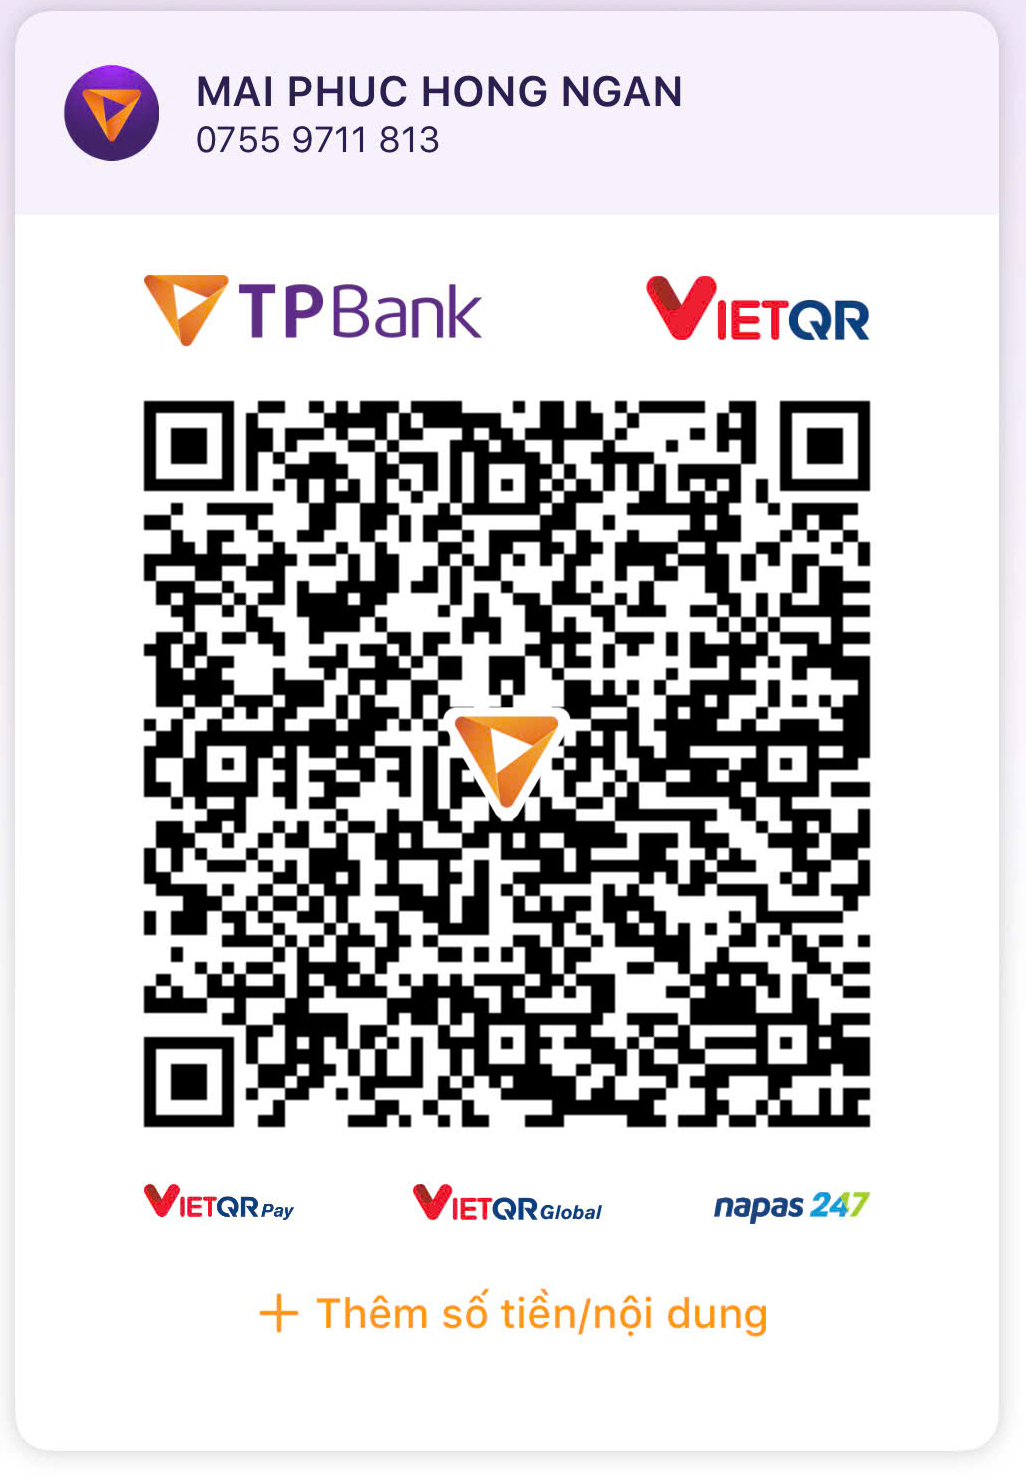 MAI PHUC HONG NGAN
0755 9711 813
TPBank VIETQR
VIETQR Pay VIETQR Global napas 247
+ Thêm số tiền/nội dung